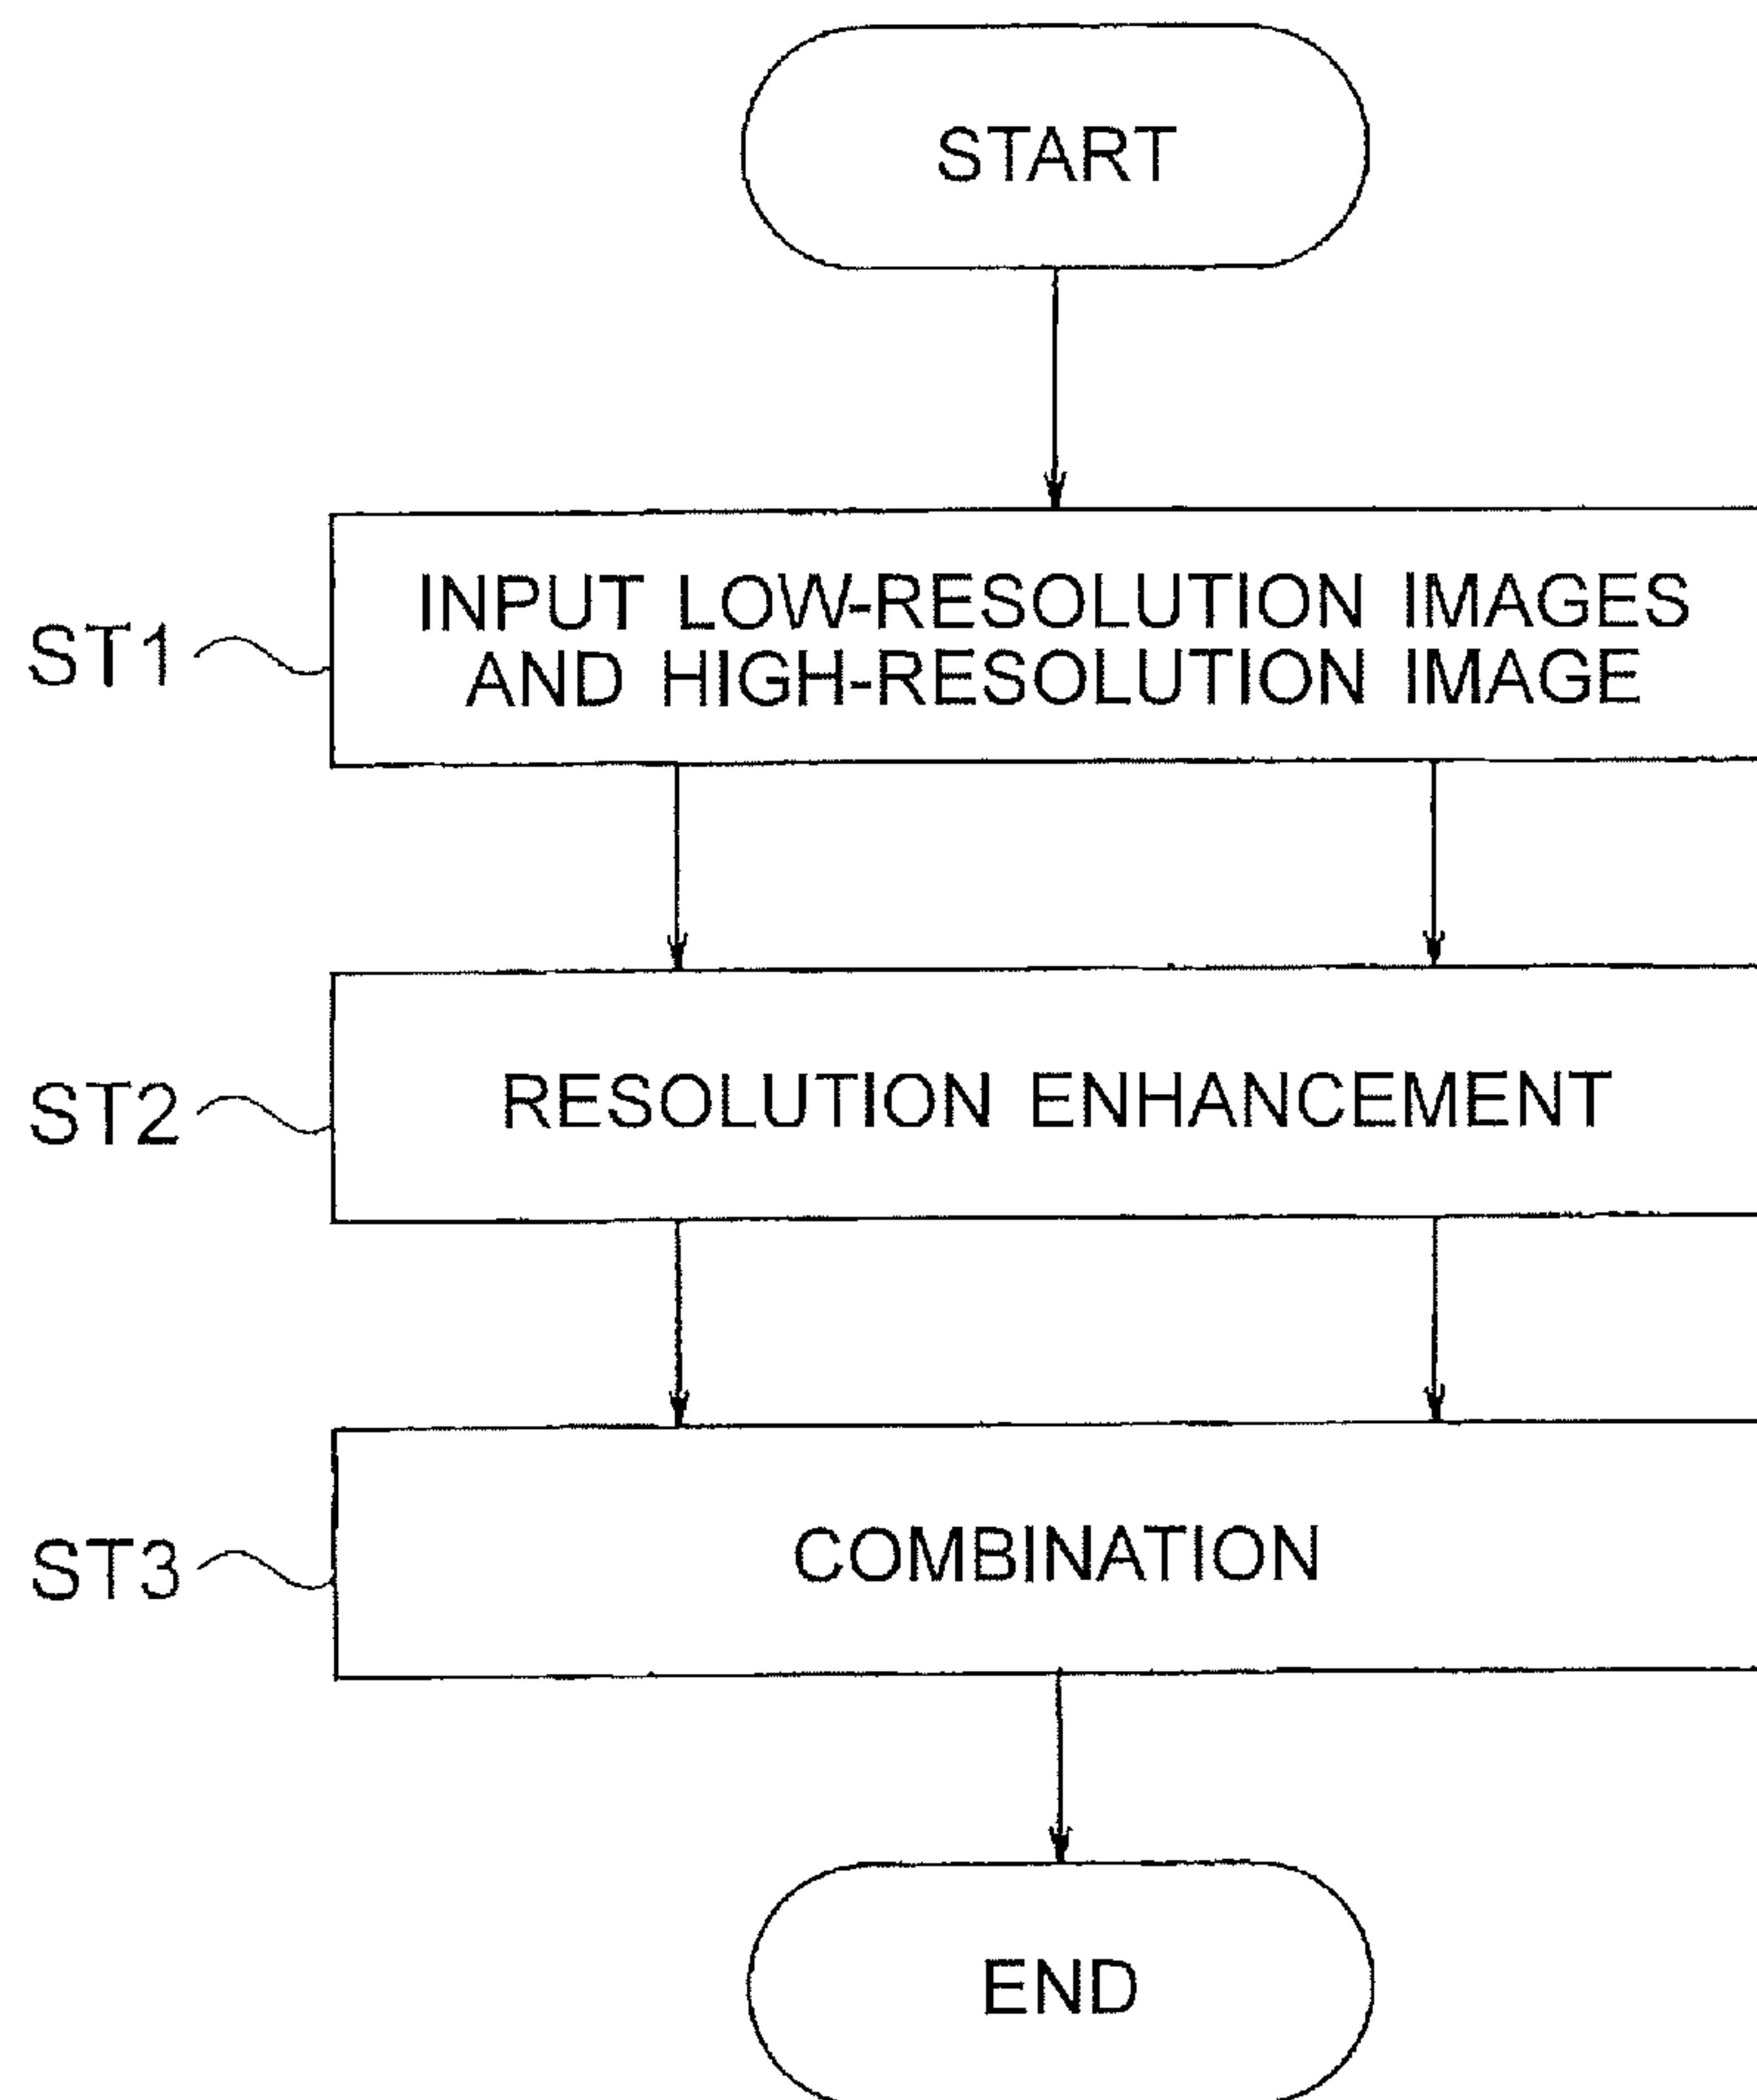 START
ST1
INPUT LOW-RESOLUTION IMAGES
AND HIGH-RESOLUTION IMAGE
ST2
RESOLUTION ENHANCEMENT
ST3
COMBINATION
END